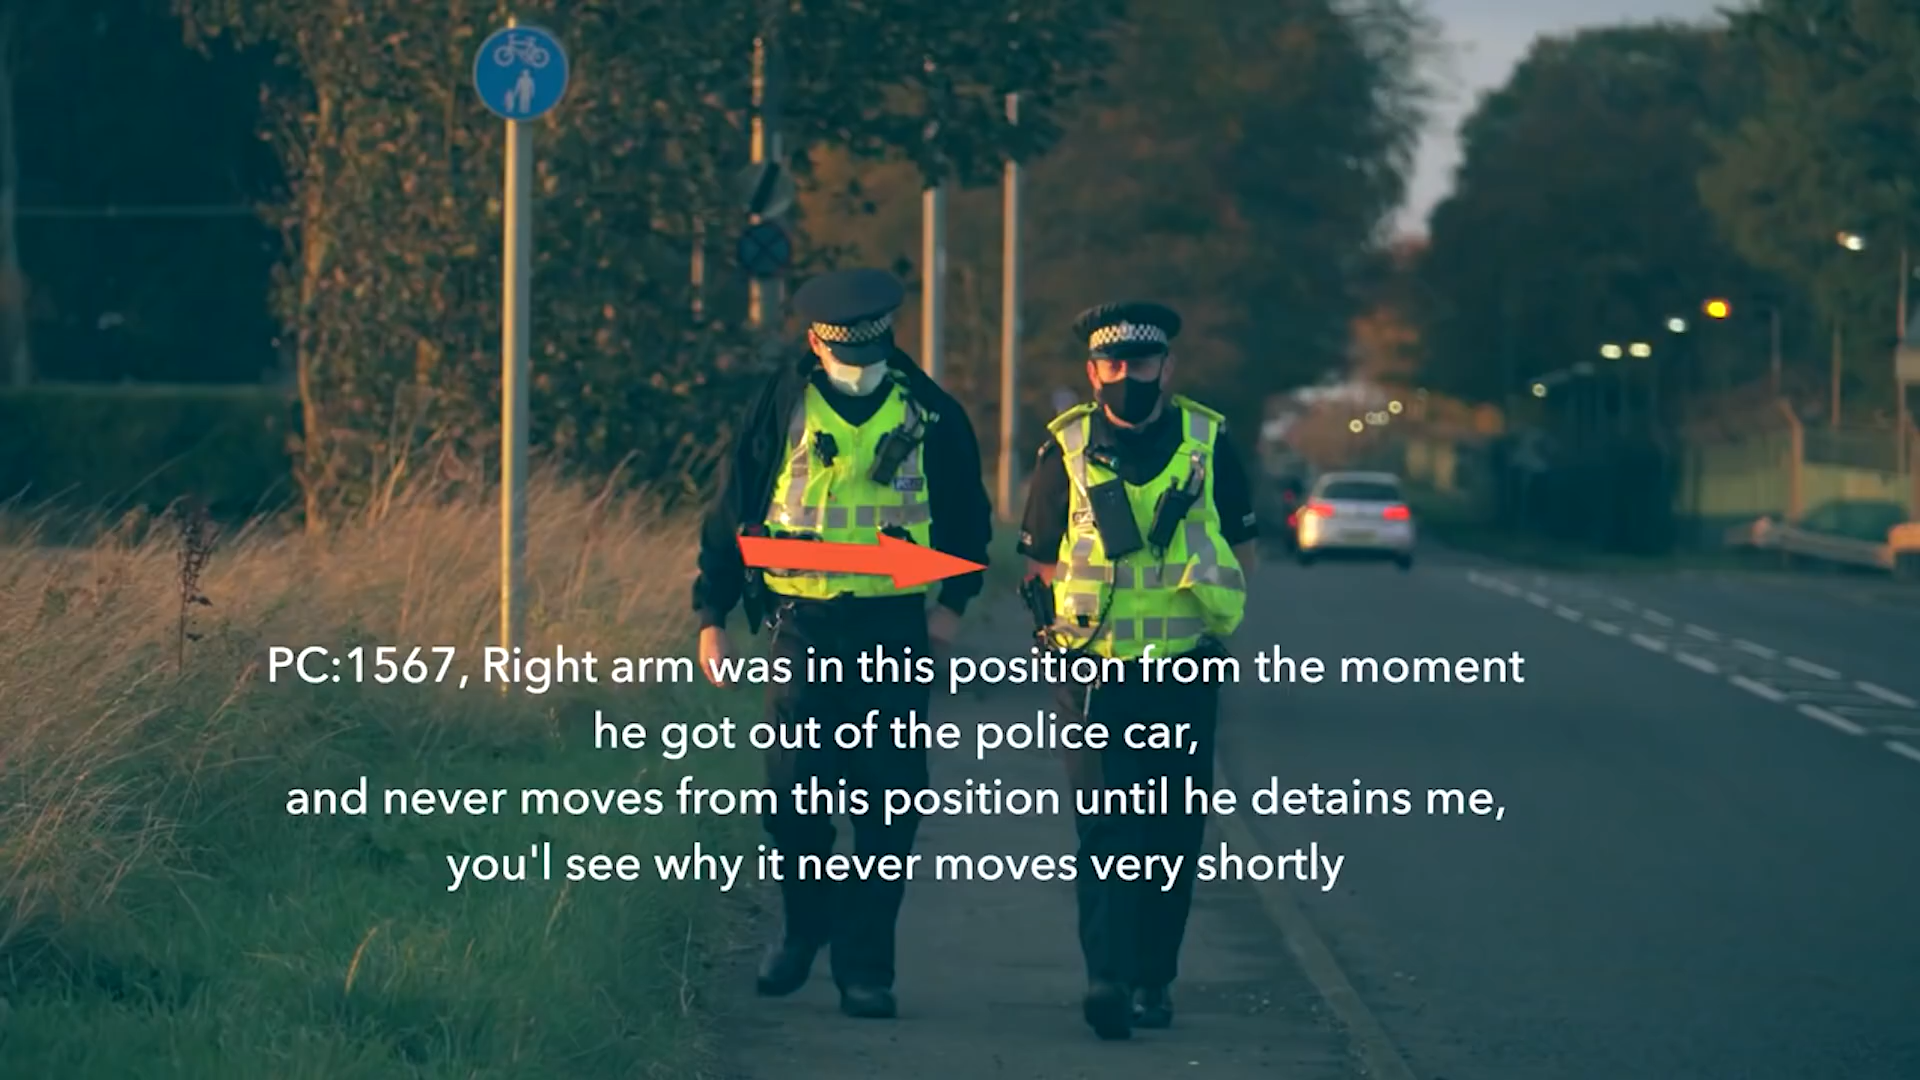 PC:1567, Right arm was in this position from the moment
he got out of the police car,
and never moves from this position until he detains me,
you'l see why it never moves very shortly